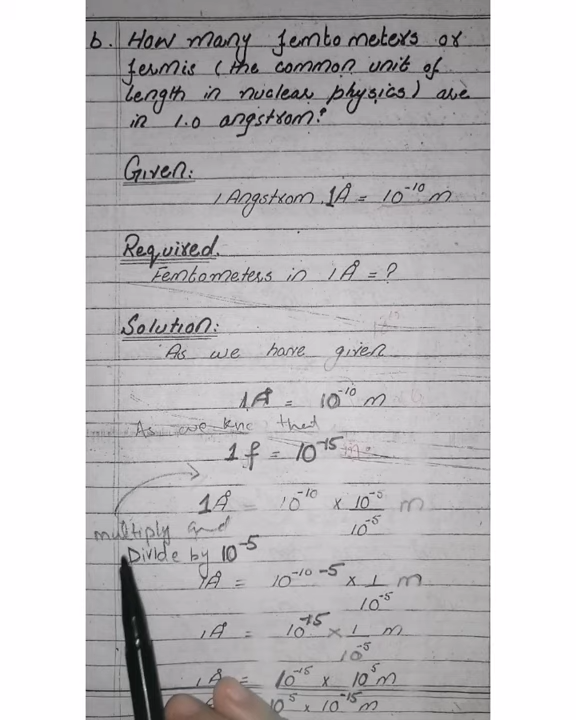 b. How many femtometers or
fermis (the common unit of
length in nuclear physics) are
in 1.0 angstrom?
Given:
1 Angstrom 1Å = 10⁻¹⁰ m
Required.
Femtometers in 1Å = ?
Solution:
As we have given
1Å = 10⁻¹⁰ m
As we kno that
1 f = 10⁻¹⁵ m
1Å = 10⁻¹⁰ × 10⁻⁵/10⁻⁵ m
multiply and
Divide by 10⁻⁵
1Å = 10⁻¹⁰⁻⁵ × 1/10⁻⁵ m
1Å = 10⁻¹⁵ × 1/10⁻⁵ m
1Å = 10⁻¹⁵ × 10⁵ m
10⁵ × 10⁻¹⁵ m